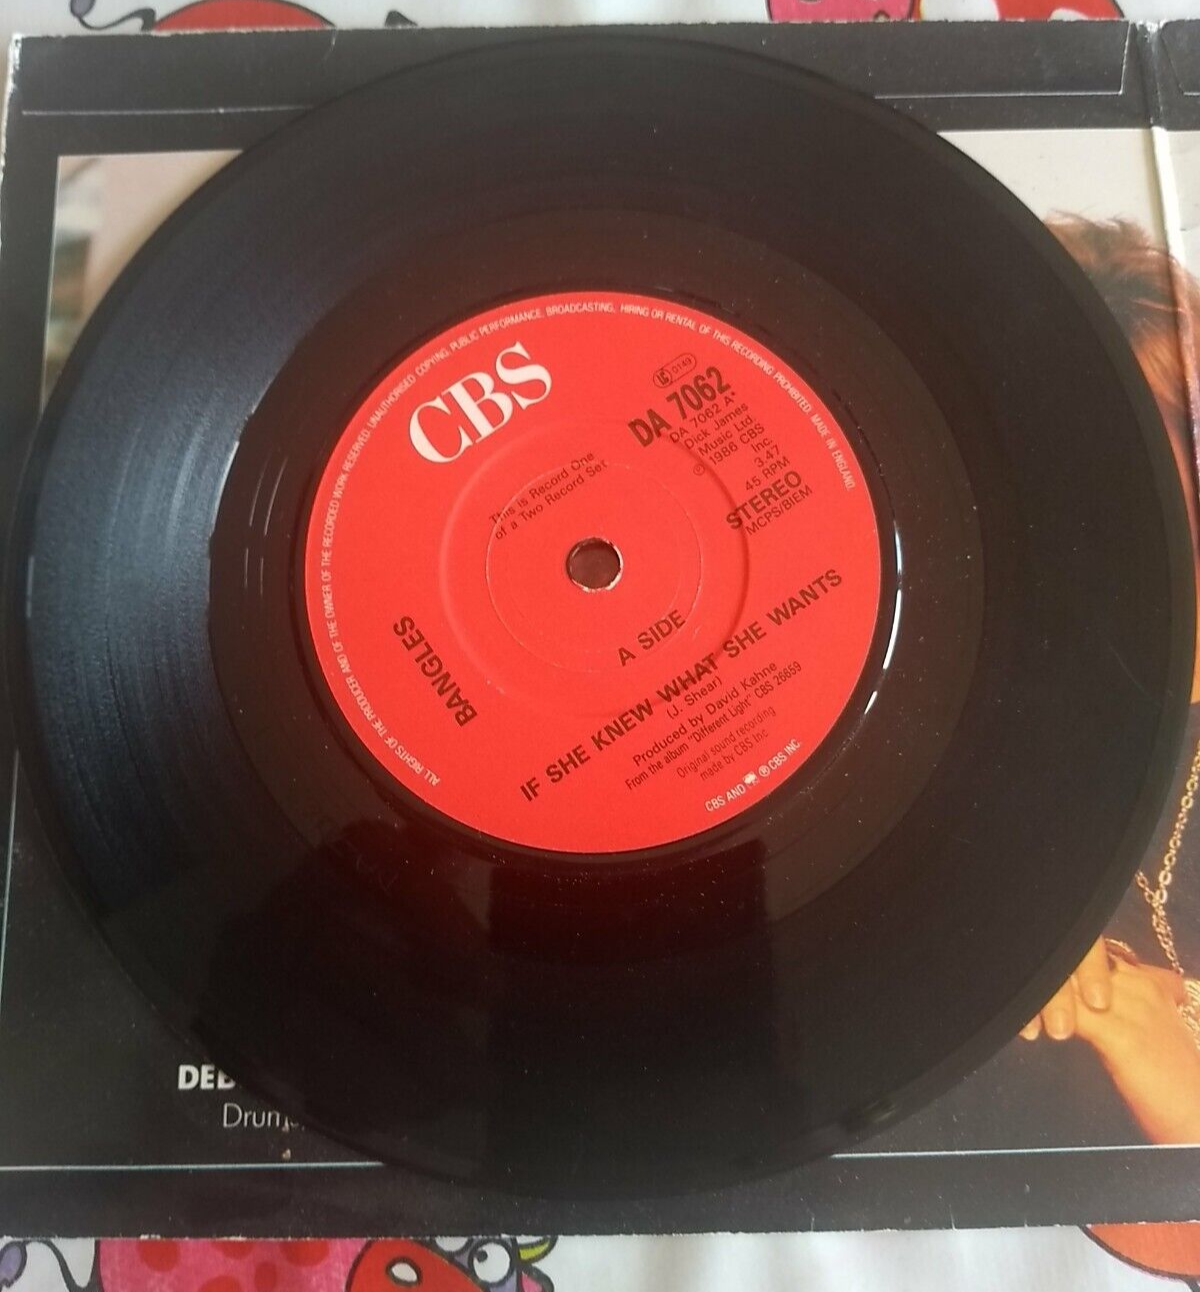 ALL RIGHTS OF THE PRODUCER AND OF THE OWNER OF THE RECORDED WORK RESERVED. UNAUTHORISED COPYING, PUBLIC PERFORMANCE, BROADCASTING, HIRING OR RENTAL OF THIS RECORDING PROHIBITED. MADE IN ENGLAND.
CBS
LC 0149
DA 7062
DA 7062 A*
Dick James
Music Ltd.
℗ 1986 CBS
Inc.
3.47
45 RPM
STEREO
MCPS/BIEM
This is Record One
of a Two Record Set
BANGLES
A SIDE
IF SHE KNEW WHAT SHE WANTS
(J. Shear)
Produced by David Kahne
From the album "Different Light" CBS 26659
Original sound recording
made by CBS Inc
CBS AND ® CBS INC.
DEB
Drum